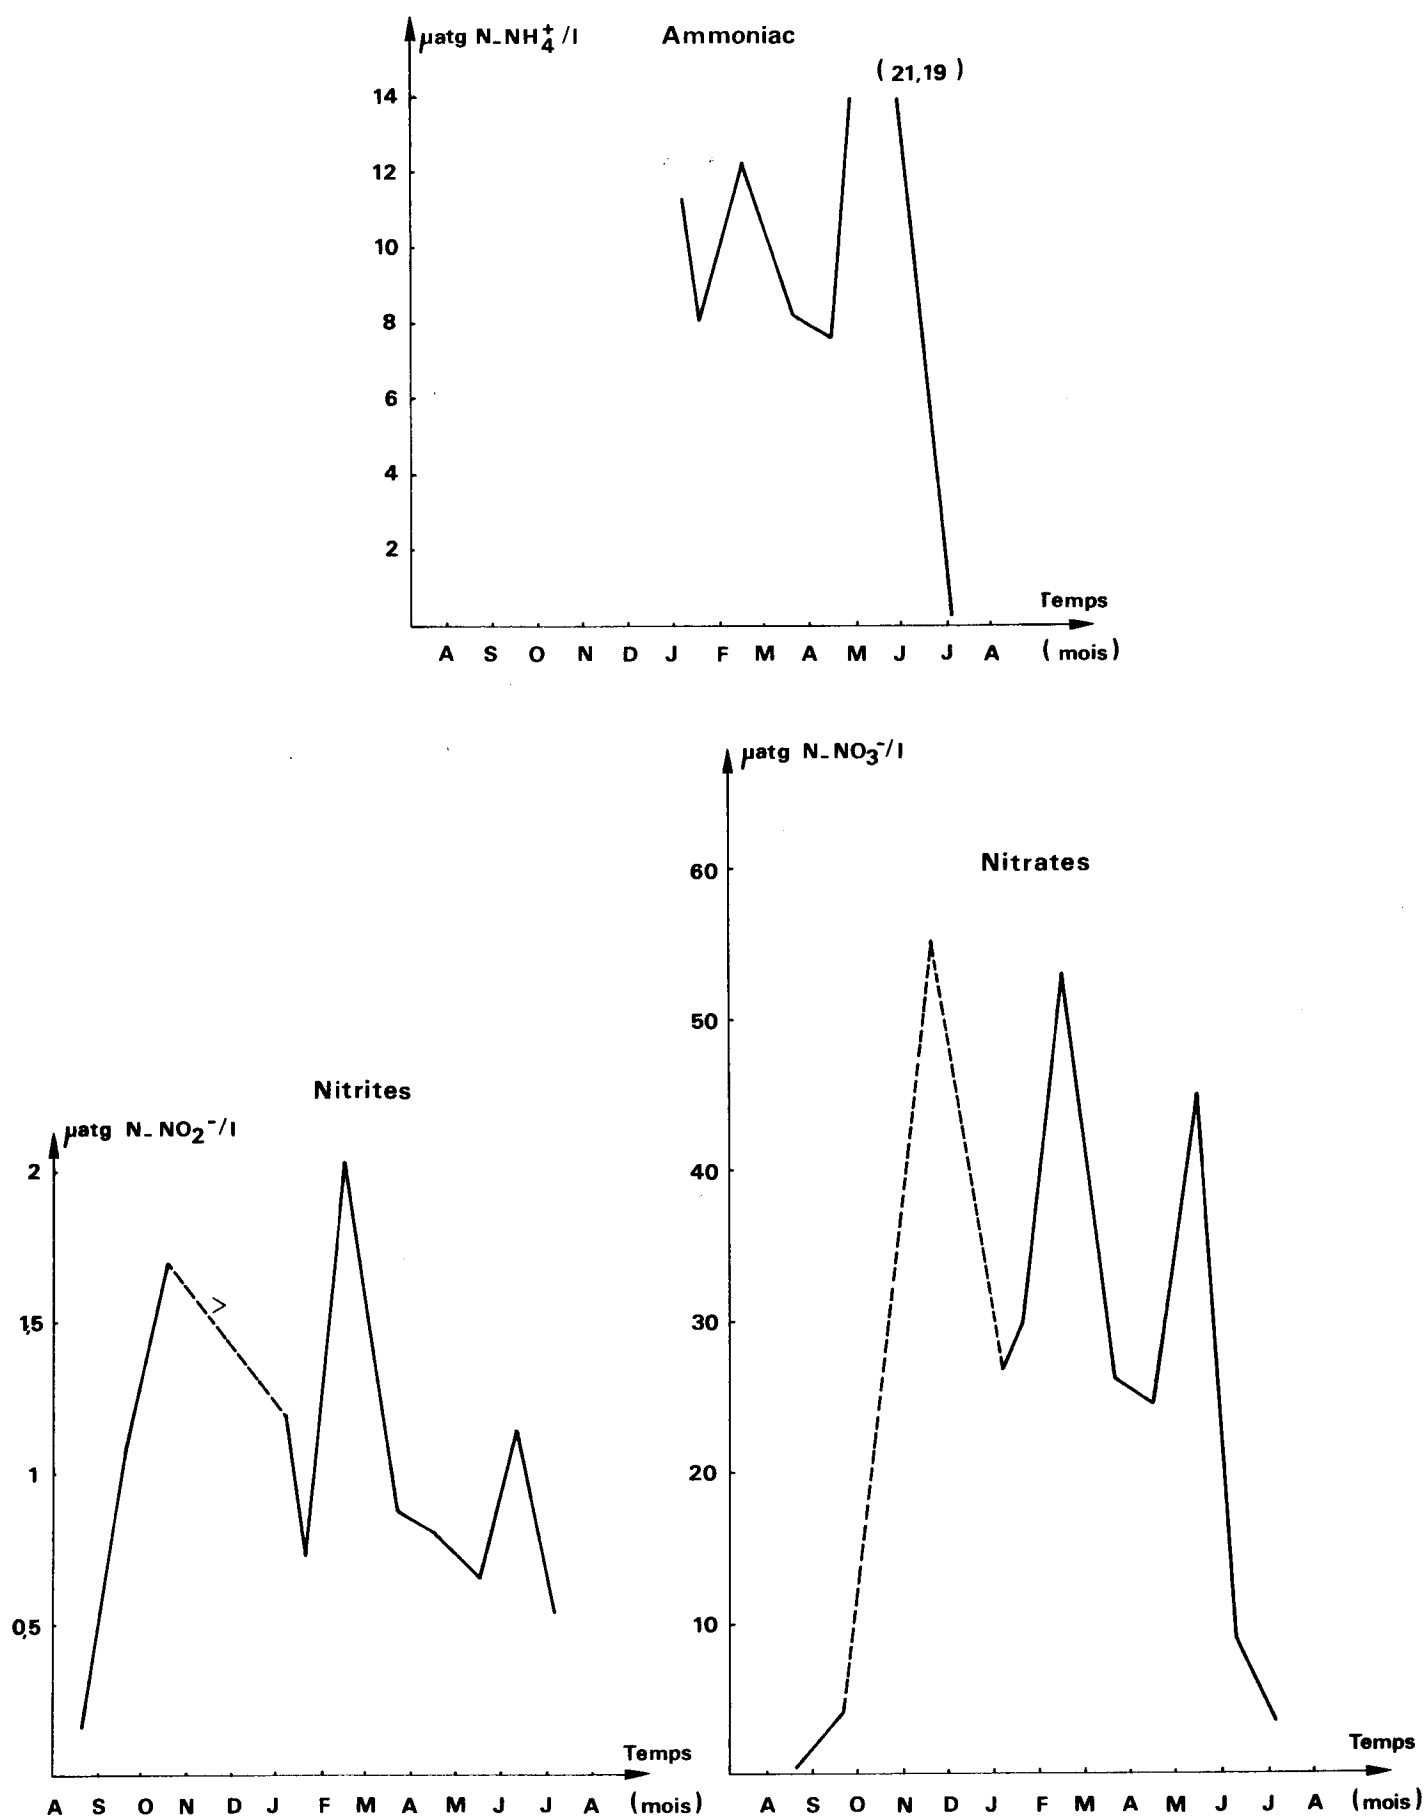 µatg N_NH4+/l Ammoniac
( 21,19 )
14
12
10
8
6
4
2
Temps
A S O N D J F M A M J J A ( mois )
µatg N_NO3-/l
Nitrates
60
50
40
30
20
10
Temps
A S O N D J F M A M J J A (mois)
Nitrites
µatg N_NO2-/l
2
1,5
1
0,5
Temps
A S O N D J F M A M J J A (mois)